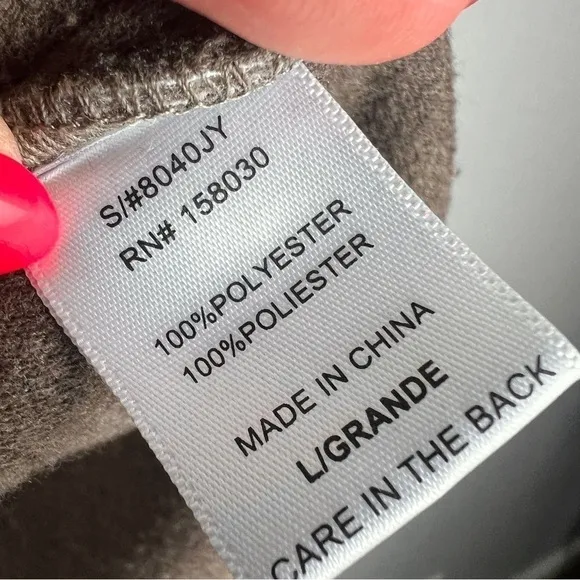 S/#8040JY
RN# 158030
100%POLYESTER
100%POLIESTER
MADE IN CHINA
L/GRANDE
CARE IN THE BACK